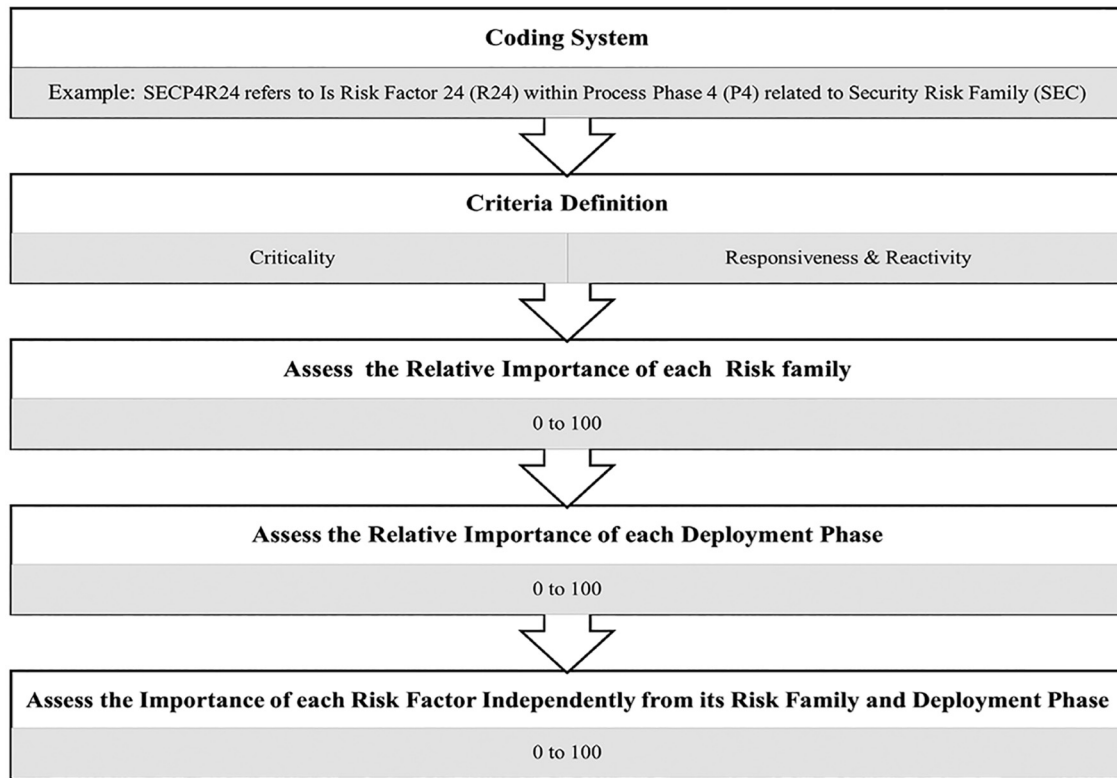 Coding System
Example: SECP4R24 refers to Is Risk Factor 24 (R24) within Process Phase 4 (P4) related to Security Risk Family (SEC)
Criteria Definition
Criticality
Responsiveness & Reactivity
Assess the Relative Importance of each Risk family
0 to 100
Assess the Relative Importance of each Deployment Phase
0 to 100
Assess the Importance of each Risk Factor Independently from its Risk Family and Deployment Phase
0 to 100